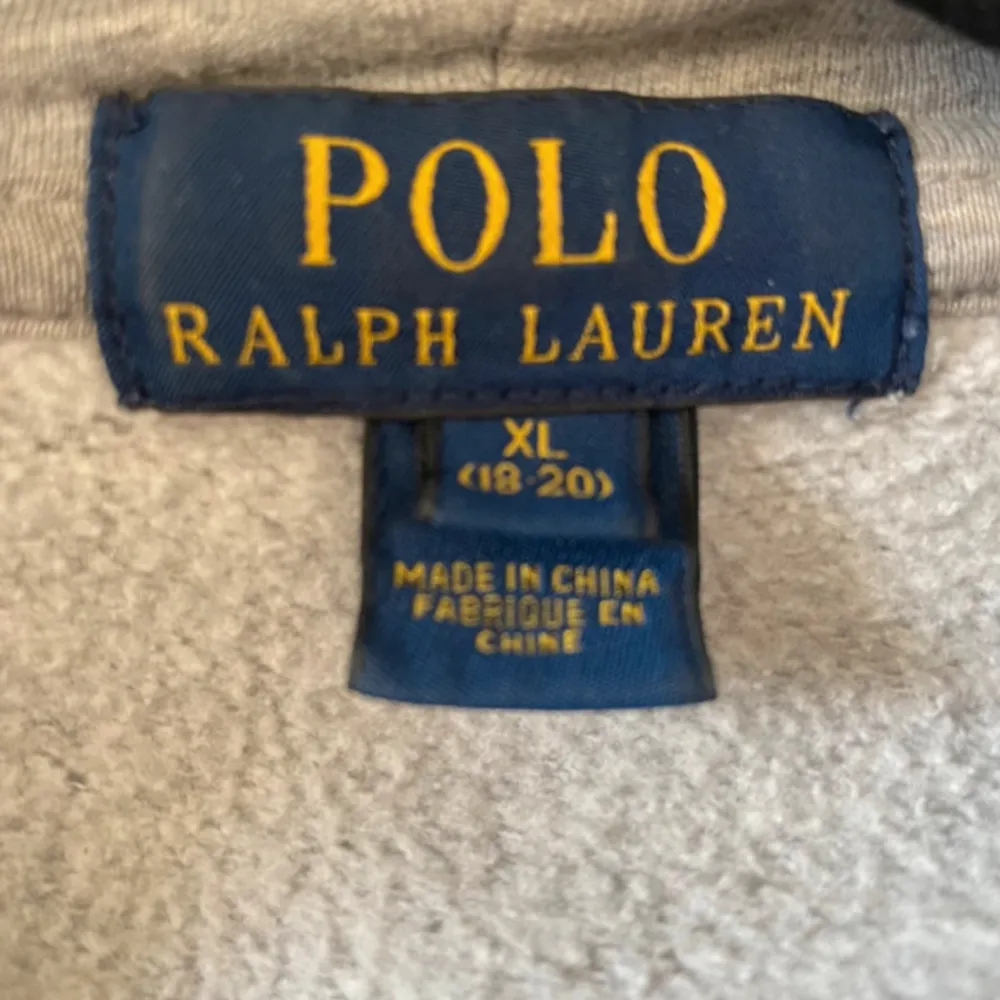 POLO
RALPH LAUREN
XL
(18-20)
MADE IN CHINA
FABRIQUE EN
CHINE